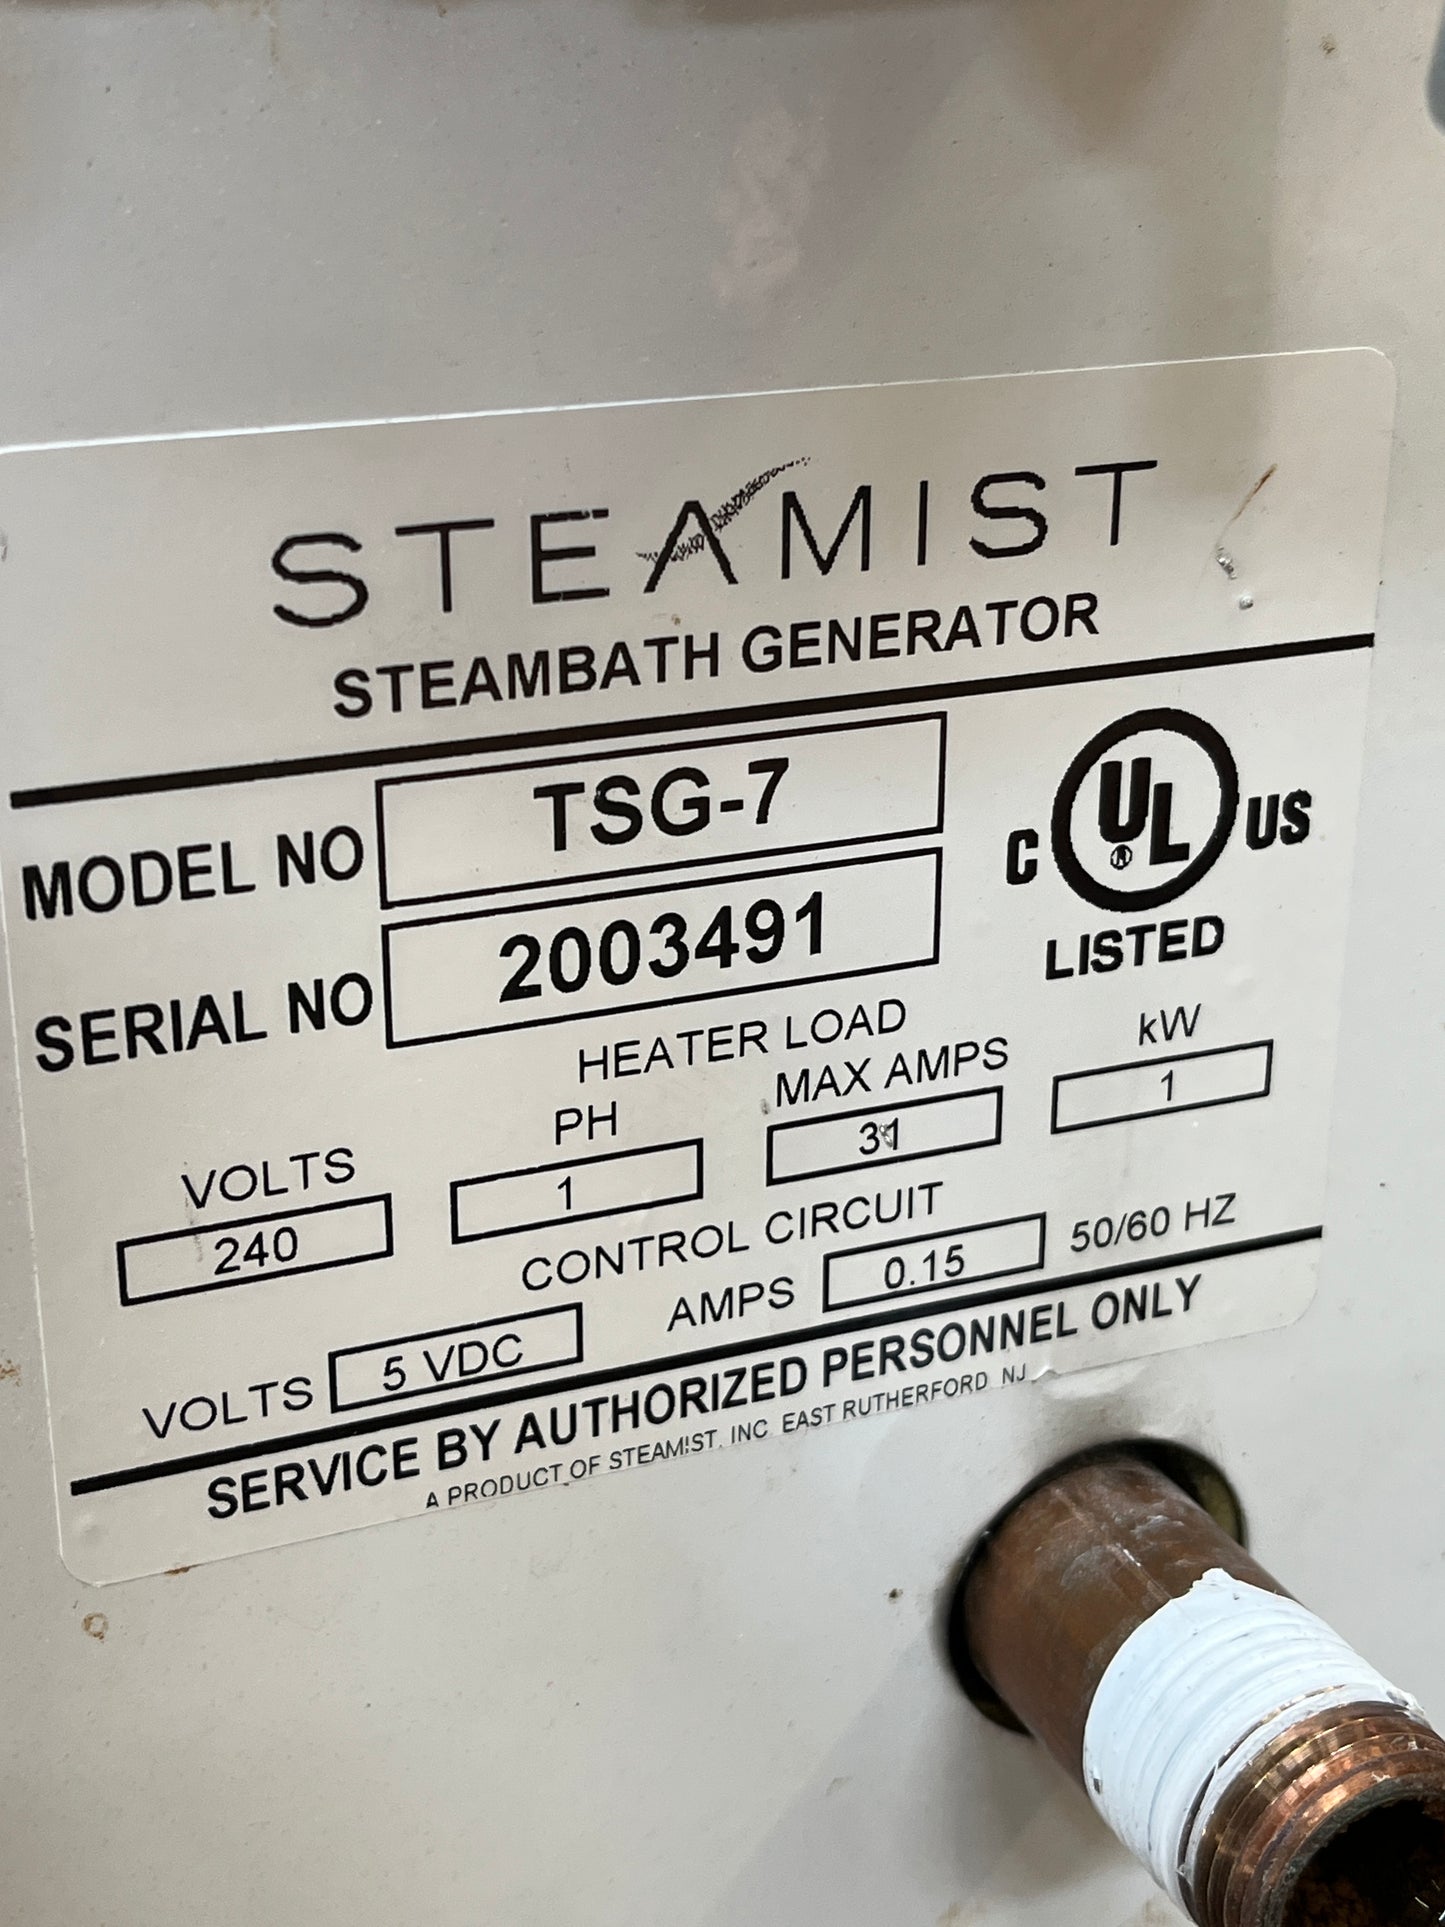 STEAMIST
STEAMBATH GENERATOR
MODEL NO TSG-7
SERIAL NO 2003491
C UL ® US
LISTED
HEATER LOAD
VOLTS PH MAX AMPS kW
240 1 31 1
CONTROL CIRCUIT
VOLTS 5 VDC AMPS 0.15 50/60 HZ
SERVICE BY AUTHORIZED PERSONNEL ONLY
A PRODUCT OF STEAMIST, INC. EAST RUTHERFORD NJ